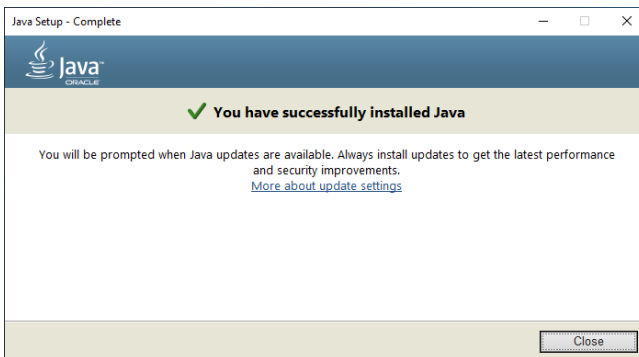 Java Setup - Complete
Java
ORACLE
You have successfully installed Java
You will be prompted when Java updates are available. Always install updates to get the latest performance
and security improvements.
More about update settings
Close